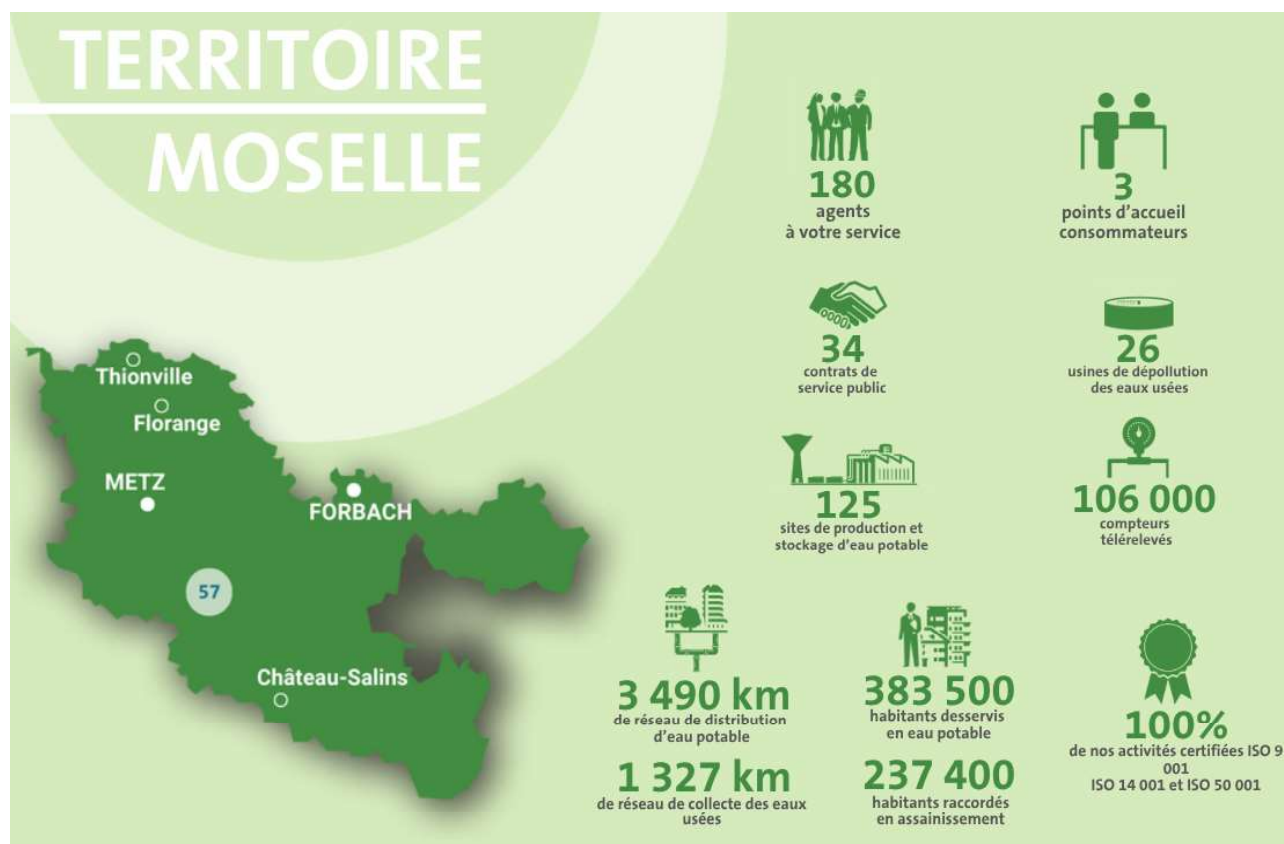 TERRITOIRE
MOSELLE
180
agents
à votre service
3
points d'accueil
consommateurs
34
contrats de
service public
26
usines de dépollution
des eaux usées
125
sites de production et
stockage d'eau potable
106 000
compteurs
télérelevés
Thionville
Florange
METZ
FORBACH
57
Château-Salins
3 490 km
de réseau de distribution
d'eau potable
383 500
habitants desservis
en eau potable
100%
de nos activités certifiées ISO 9
001
ISO 14 001 et ISO 50 001
1 327 km
de réseau de collecte des eaux
usées
237 400
habitants raccordés
en assainissement